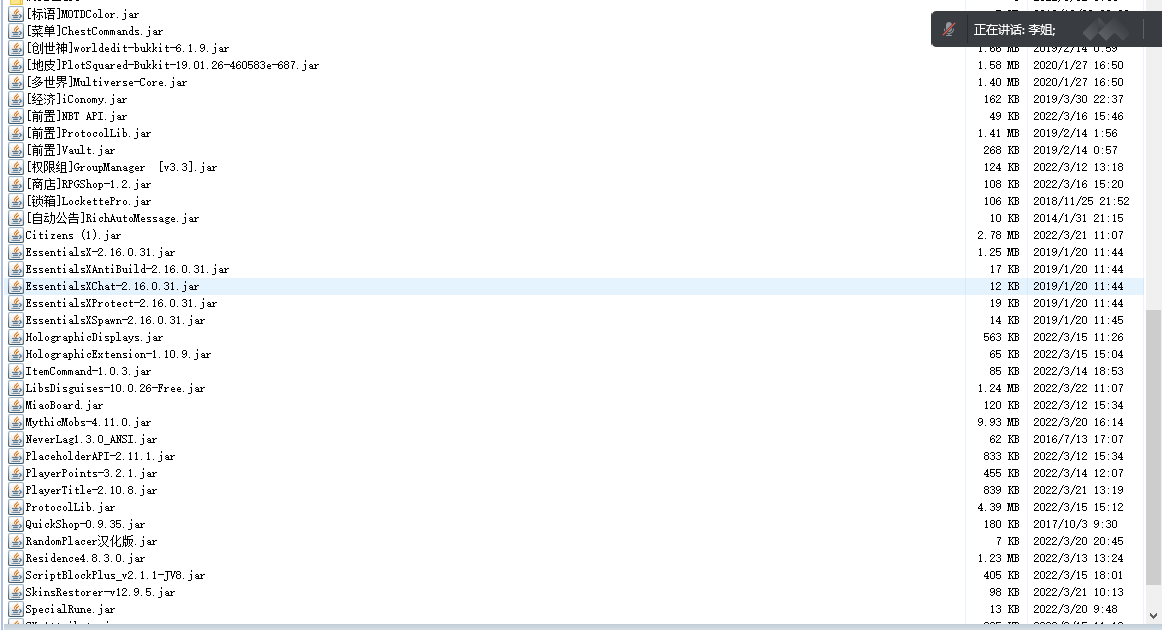 [标语]MOTDColor.jar
[菜单]ChestCommands.jar
正在讲话: 李姐;
[创世神]worldedit-bukkit-6.1.9.jar 1.66 MB 2019/2/14 0:59
[地皮]PlotSquared-Bukkit-19.01.26-460583e-687.jar 1.58 MB 2020/1/27 16:50
[多世界]Multiverse-Core.jar 1.40 MB 2020/1/27 16:50
[经济]iConomy.jar 162 KB 2019/3/30 22:37
[前置]NBT API.jar 49 KB 2022/3/16 15:46
[前置]ProtocolLib.jar 1.41 MB 2019/2/14 1:56
[前置]Vault.jar 268 KB 2019/2/14 0:57
[权限组]GroupManager [v3.3].jar 124 KB 2022/3/12 13:18
[商店]RPGShop-1.2.jar 108 KB 2022/3/16 15:20
[锁箱]LockettePro.jar 106 KB 2018/11/25 21:52
[自动公告]RichAutoMessage.jar 10 KB 2014/1/31 21:15
Citizens (1).jar 2.78 MB 2022/3/21 11:07
EssentialsX-2.16.0.31.jar 1.25 MB 2019/1/20 11:44
EssentialsXAntiBuild-2.16.0.31.jar 17 KB 2019/1/20 11:44
EssentialsXChat-2.16.0.31.jar 12 KB 2019/1/20 11:44
EssentialsXProtect-2.16.0.31.jar 19 KB 2019/1/20 11:44
EssentialsXSpawn-2.16.0.31.jar 14 KB 2019/1/20 11:45
HolographicDisplays.jar 563 KB 2022/3/15 11:26
HolographicExtension-1.10.9.jar 65 KB 2022/3/15 15:04
ItemCommand-1.0.3.jar 85 KB 2022/3/14 18:53
LibsDisguises-10.0.26-Free.jar 1.24 MB 2022/3/22 11:07
MiaoBoard.jar 120 KB 2022/3/12 15:34
MythicMobs-4.11.0.jar 9.93 MB 2022/3/20 16:14
NeverLag1.3.0_ANSI.jar 62 KB 2016/7/13 17:07
PlaceholderAPI-2.11.1.jar 833 KB 2022/3/12 15:34
PlayerPoints-3.2.1.jar 455 KB 2022/3/14 12:07
PlayerTitle-2.10.8.jar 839 KB 2022/3/21 13:19
ProtocolLib.jar 4.39 MB 2022/3/15 15:12
QuickShop-0.9.35.jar 180 KB 2017/10/3 9:30
RandomPlacer汉化版.jar 7 KB 2022/3/20 20:45
Residence4.8.3.0.jar 1.23 MB 2022/3/13 13:24
ScriptBlockPlus_v2.1.1-JV8.jar 405 KB 2022/3/15 18:01
SkinsRestorer-v12.9.5.jar 98 KB 2022/3/21 10:13
SpecialRune.jar 13 KB 2022/3/20 9:48